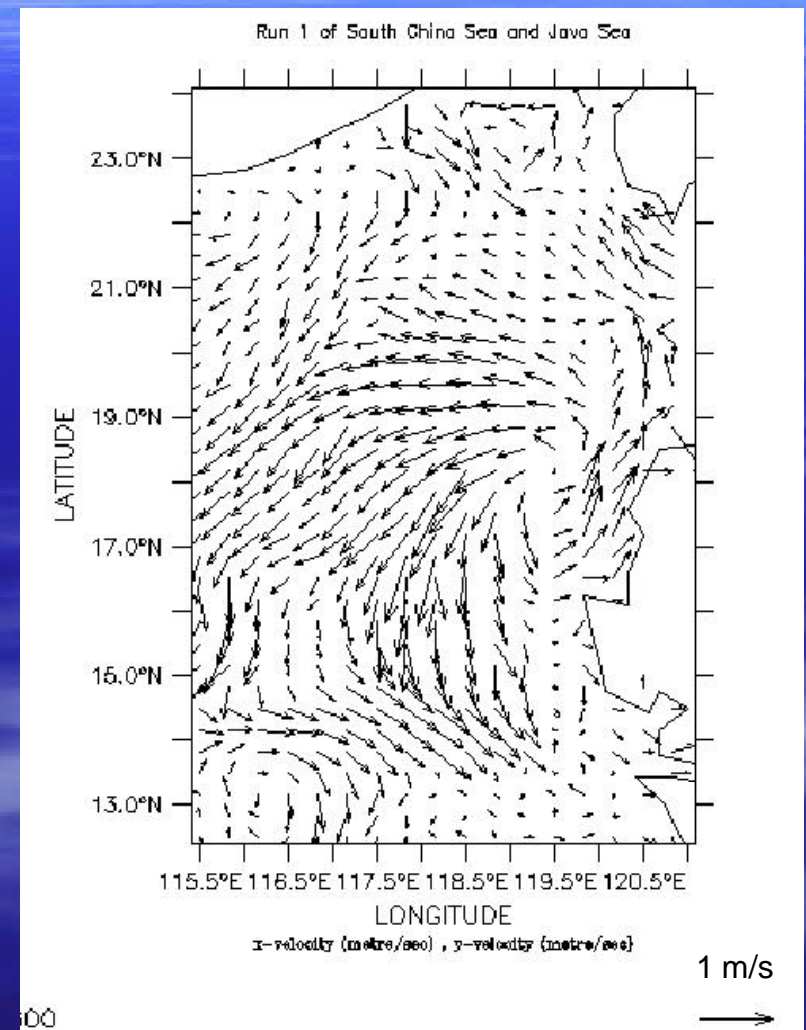 Run 1 of South China Sea and Java Sea
23.0°N
21.0°N
19.0°N
17.0°N
15.0°N
13.0°N
LATITUDE
115.5°E 116.5°E 117.5°E 118.5°E 119.5°E 120.5°E
LONGITUDE
x-velocity (metre/sec) , y-velocity (metre/sec)
1 m/s